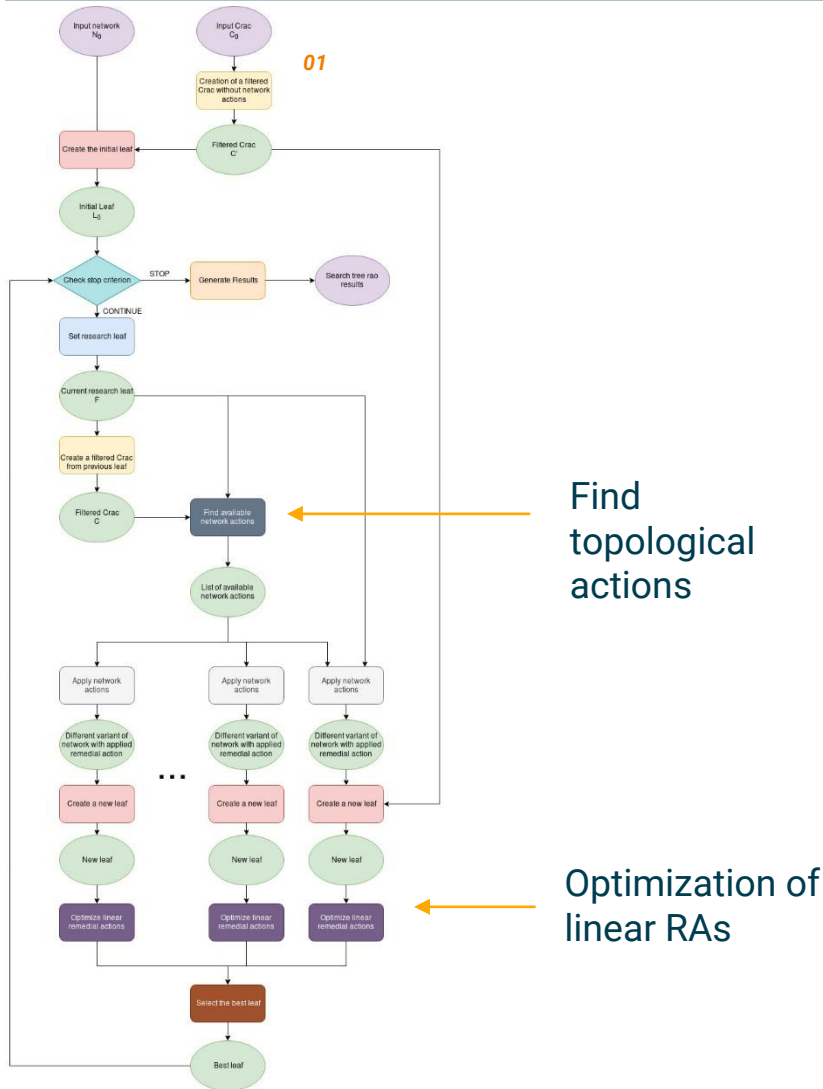 Input network
N0
Input Crac
C0
01
Creation of a filtered
Crac without network
actions
Create the initial leaf
Filtered Crac
C'
Initial Leaf
L0
Check stop criterion
STOP
Generate Results
Search tree rao
results
CONTINUE
Set research leaf
Current research leaf
F
Create a filtered Crac
from previous leaf
Filtered Crac
C
Find available
network actions
Find
topological
actions
List of available
network actions
Apply network
actions
Apply network
actions
Apply network
actions
Different variant of
network with applied
remedial action
Different variant of
network with applied
remedial action
Different variant of
network with applied
remedial action
...
Create a new leaf
Create a new leaf
Create a new leaf
New leaf
New leaf
New leaf
Optimize linear
remedial actions
Optimize linear
remedial actions
Optimize linear
remedial actions
Optimization of
linear RAs
Select the best leaf
Best leaf